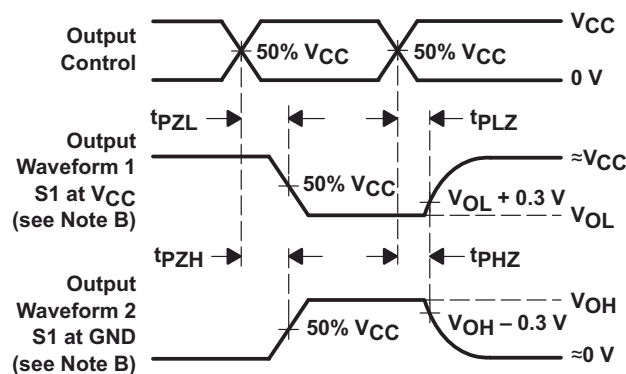 Output
Control
50% VCC
50% VCC
VCC
0 V
tPZL
tPLZ
Output
Waveform 1
S1 at VCC
(see Note B)
50% VCC
≈VCC
VOL + 0.3 V
VOL
tPZH
tPHZ
Output
Waveform 2
S1 at GND
(see Note B)
50% VCC
VOH
VOH – 0.3 V
≈0 V